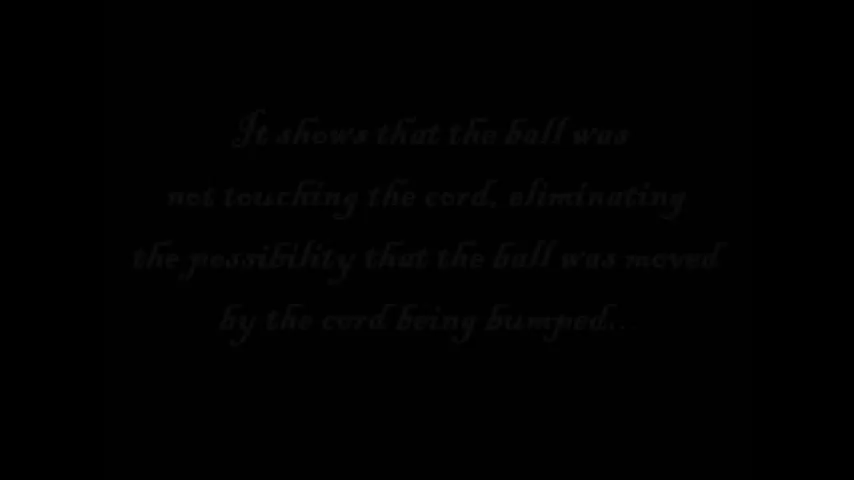 It shows that the ball was
not touching the cord, eliminating
the possibility that the ball was moved
by the cord being bumped...